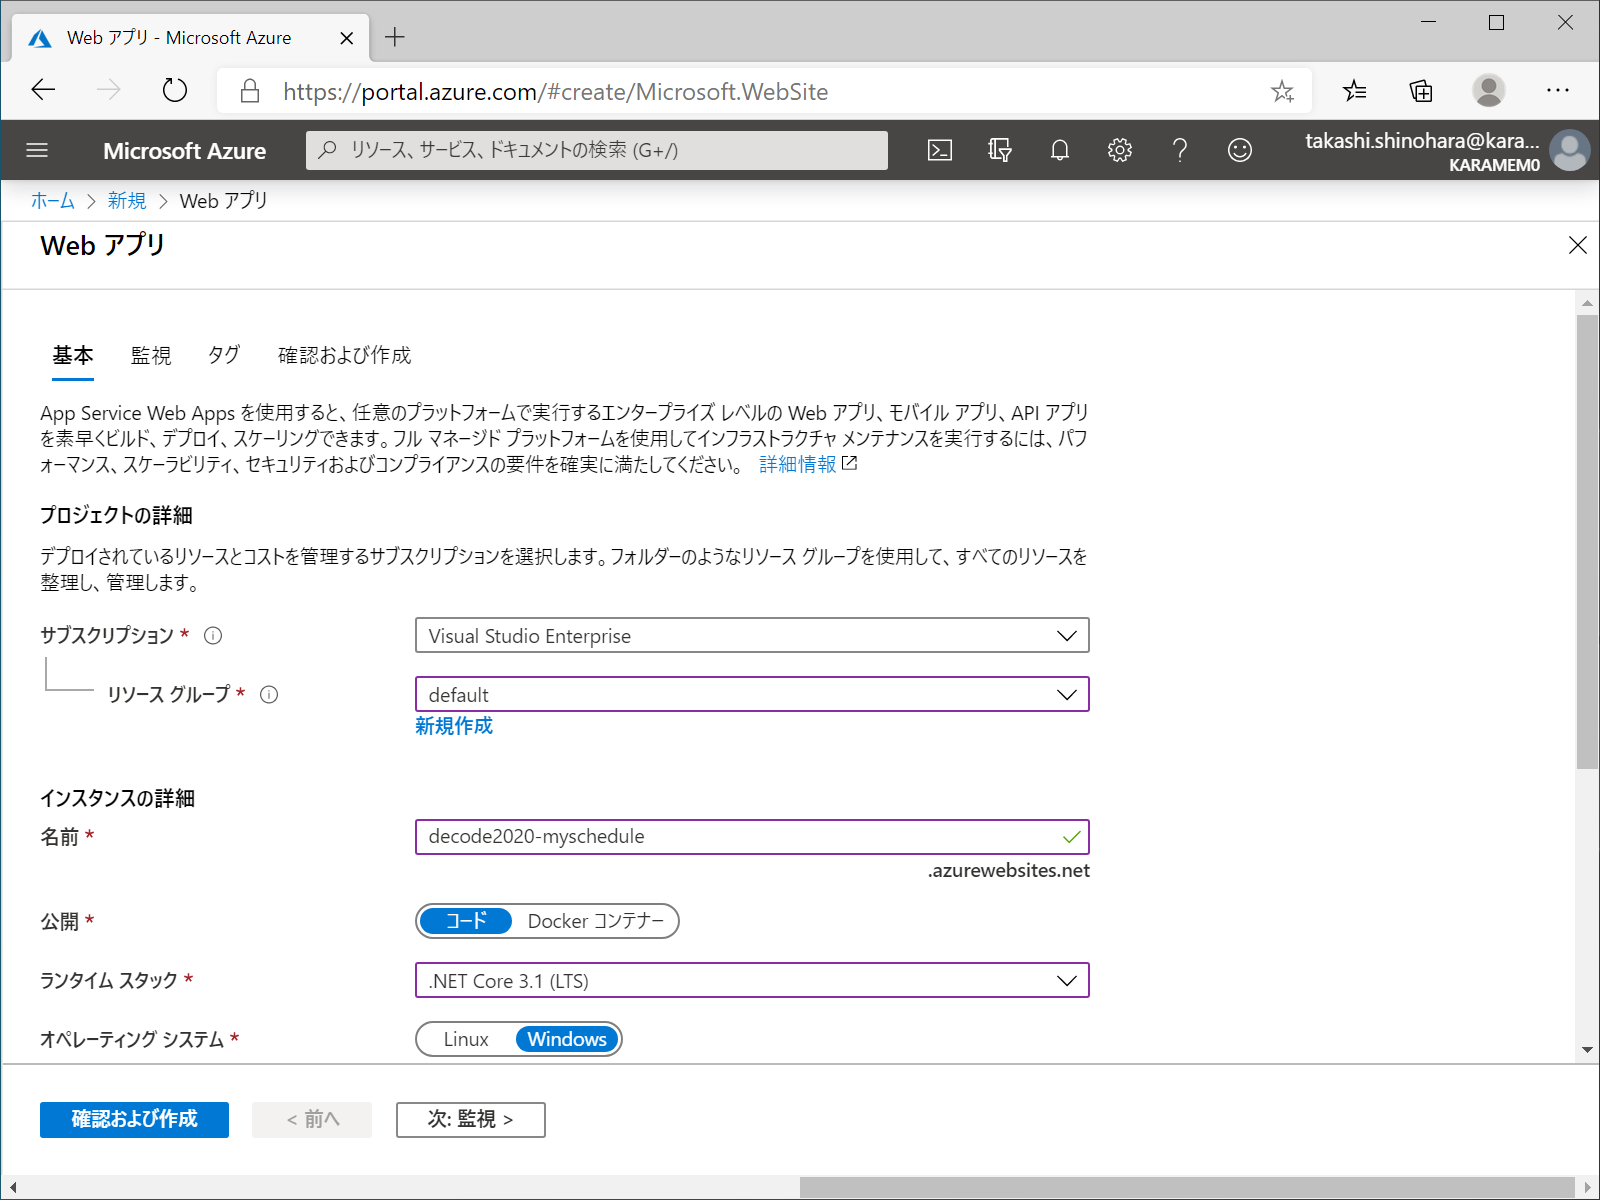 Web アプリ - Microsoft Azure
https://portal.azure.com/#create/Microsoft.WebSite
Microsoft Azure
リソース、サービス、ドキュメントの検索 (G+/)
takashi.shinohara@kara...
KARAMEM0
ホーム > 新規 > Web アプリ
Web アプリ
基本 監視 タグ 確認および作成
App Service Web Apps を使用すると、任意のプラットフォームで実行するエンタープライズ レベルの Web アプリ、モバイル アプリ、API アプリ
を素早くビルド、デプロイ、スケーリングできます。フル マネージド プラットフォームを使用してインフラストラクチャ メンテナンスを実行するには、パフ
ォーマンス、スケーラビリティ、セキュリティおよびコンプライアンスの要件を確実に満たしてください。 詳細情報
プロジェクトの詳細
デプロイされているリソースとコストを管理するサブスクリプションを選択します。フォルダーのようなリソース グループを使用して、すべてのリソースを
整理し、管理します。
サブスクリプション *
Visual Studio Enterprise
リソース グループ *
default
新規作成
インスタンスの詳細
名前 *
decode2020-myschedule
.azurewebsites.net
公開 *
コード Docker コンテナー
ランタイム スタック *
.NET Core 3.1 (LTS)
オペレーティング システム *
Linux Windows
確認および作成
< 前へ
次: 監視 >